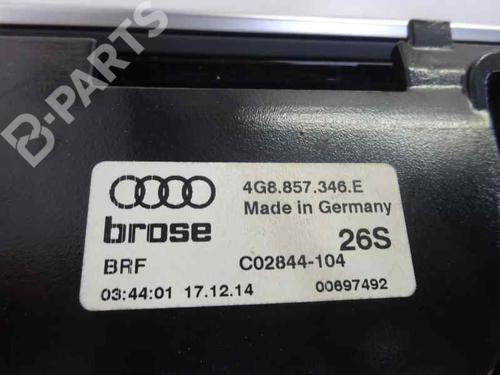 B-PARTS
4G8.857.346.E
Made in Germany
brose 26S
BRF C02844-104
03:44:01 17.12.14 00697492